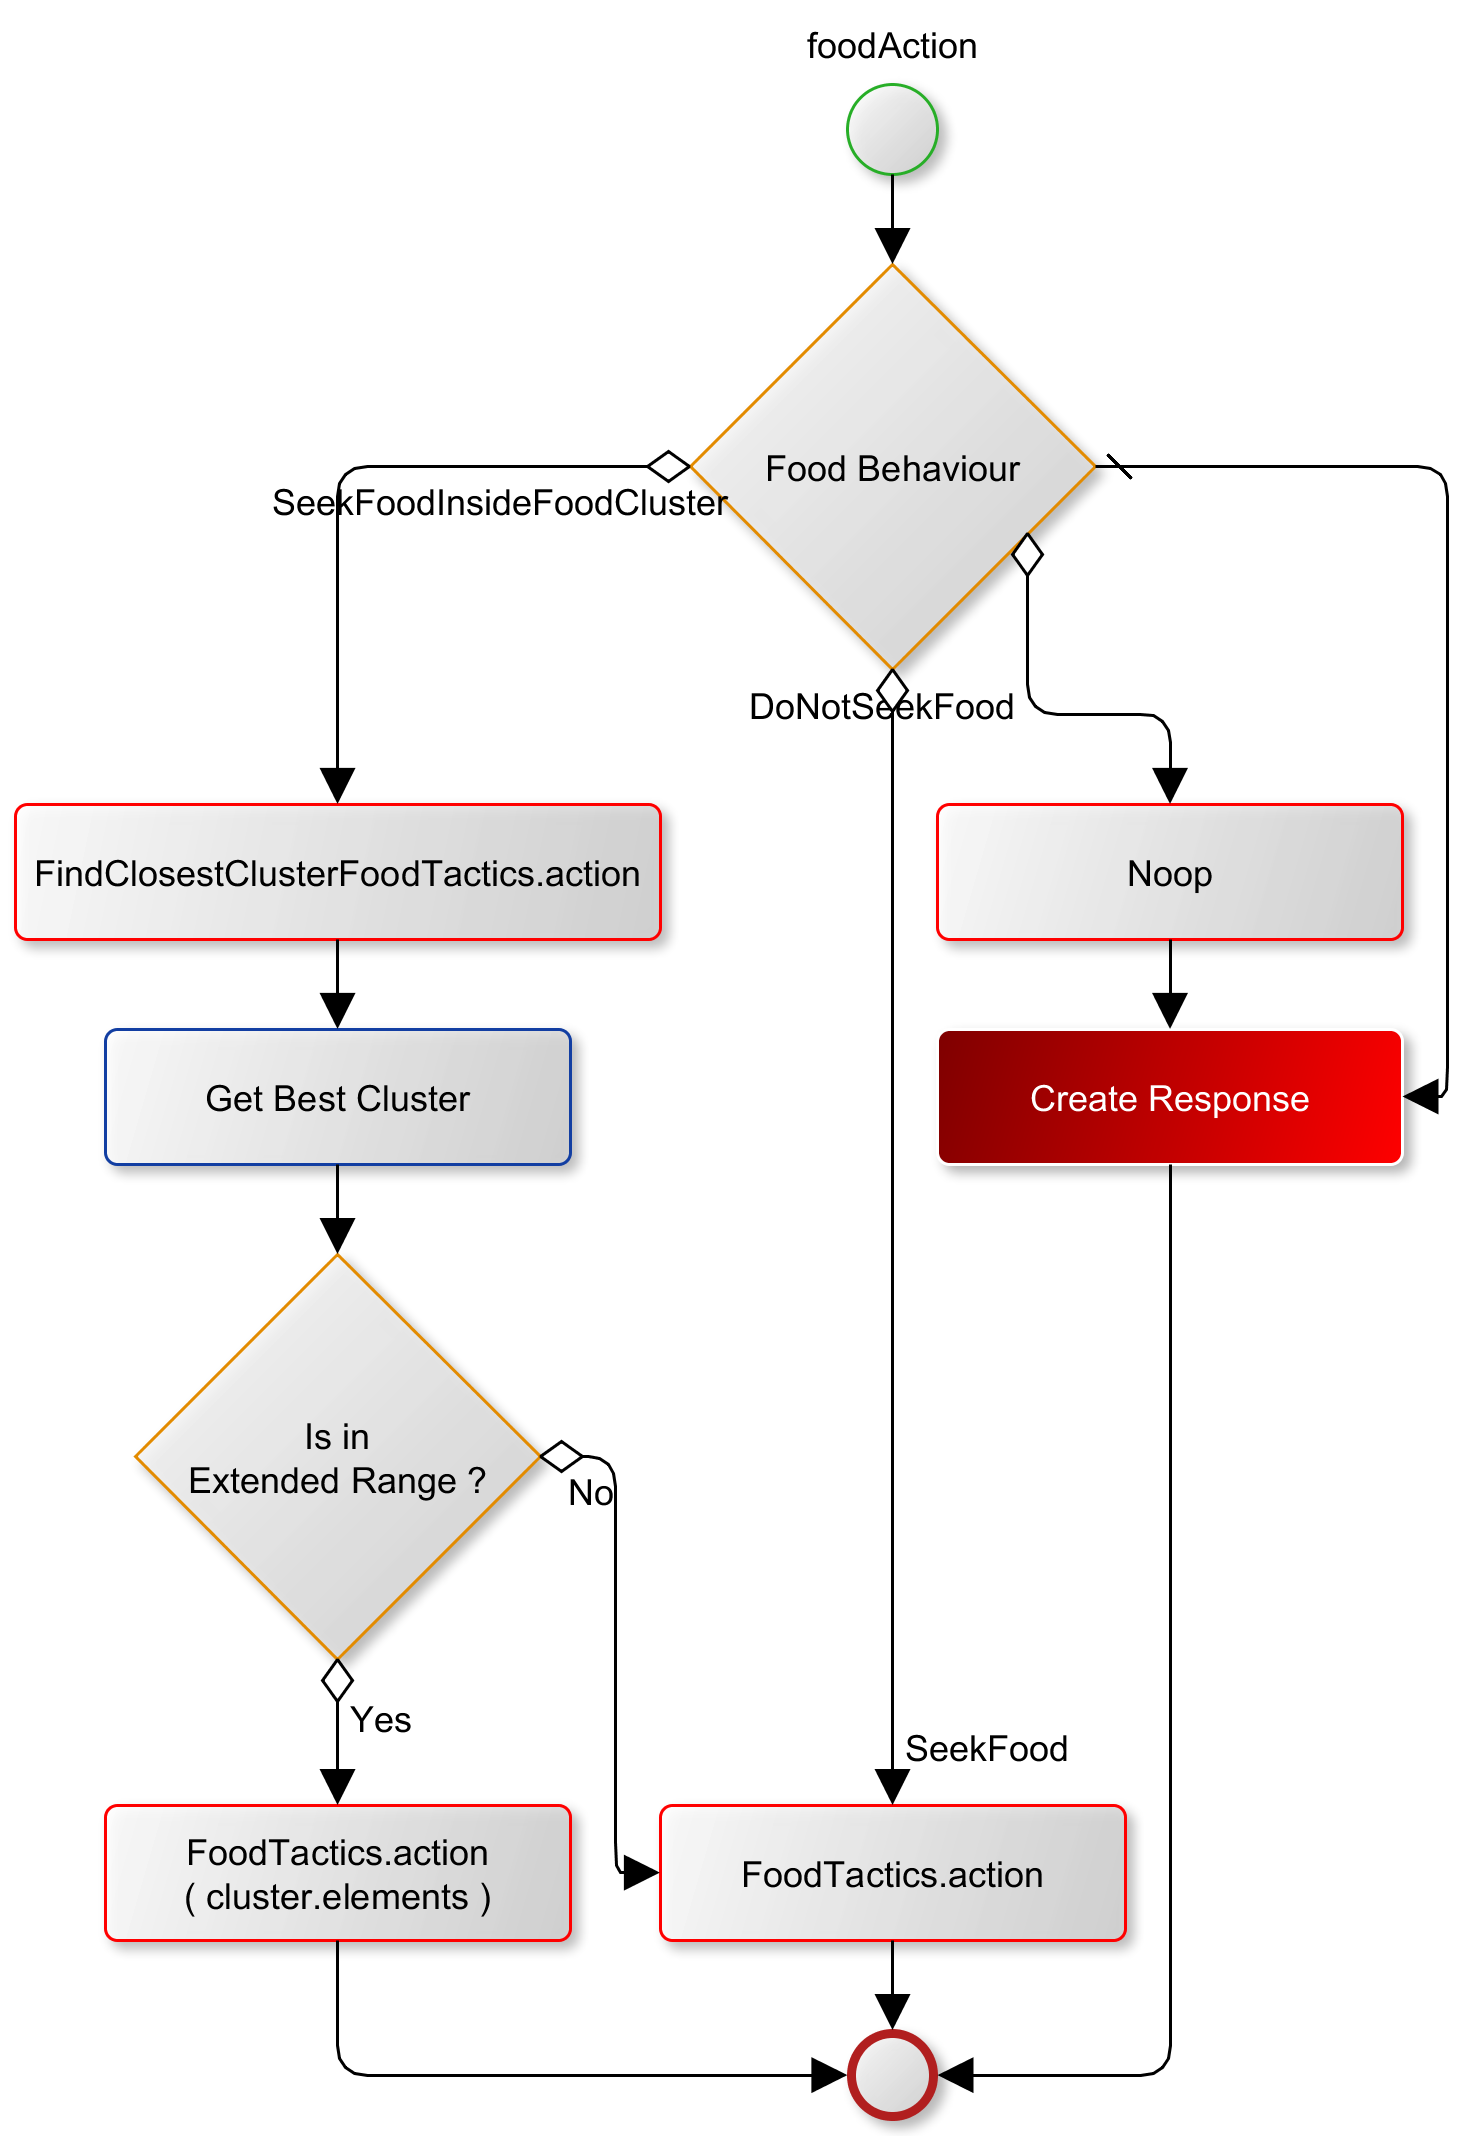 foodAction
Food Behaviour
SeekFoodInsideFoodCluster
DoNotSeekFood
FindClosestClusterFoodTactics.action
Noop
Get Best Cluster
Create Response
Is in
Extended Range ?
No
Yes
SeekFood
FoodTactics.action
( cluster.elements )
FoodTactics.action